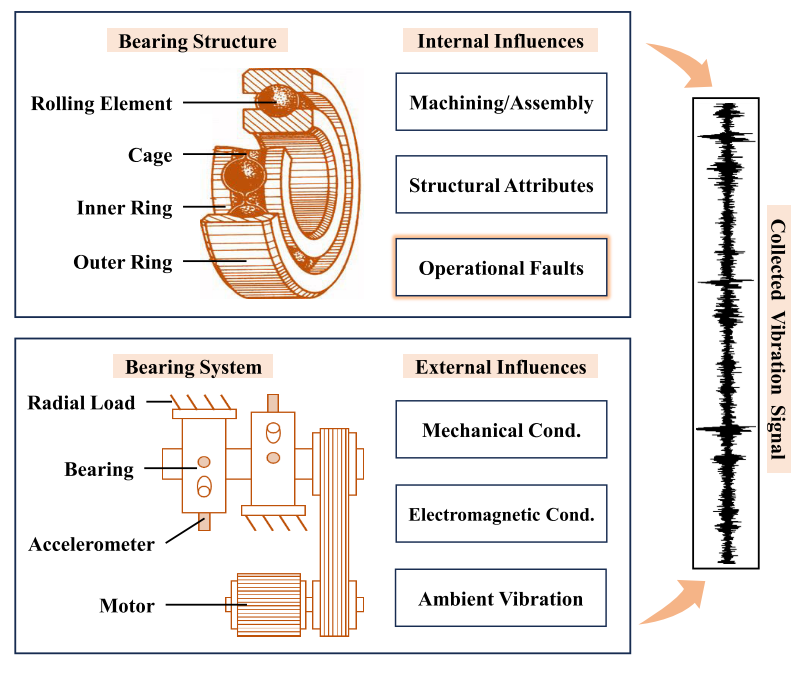 Bearing Structure
Internal Influences
Rolling Element
Cage
Inner Ring
Outer Ring
Machining/Assembly
Structural Attributes
Operational Faults
Bearing System
External Influences
Radial Load
Bearing
Accelerometer
Motor
Mechanical Cond.
Electromagnetic Cond.
Ambient Vibration
Collected Vibration Signal